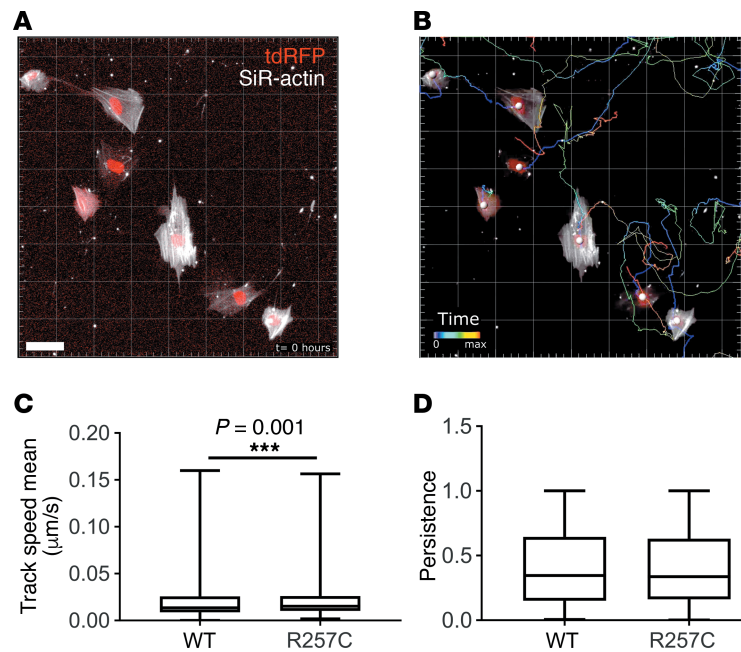 A
tdRFP
SiR-actin
t= 0 hours
B
Time
0 max
C
P = 0.001
***
Track speed mean
(μm/s)
0.20
0.15
0.10
0.05
0.00
WT R257C
D
Persistence
1.5
1.0
0.5
0.0
WT R257C